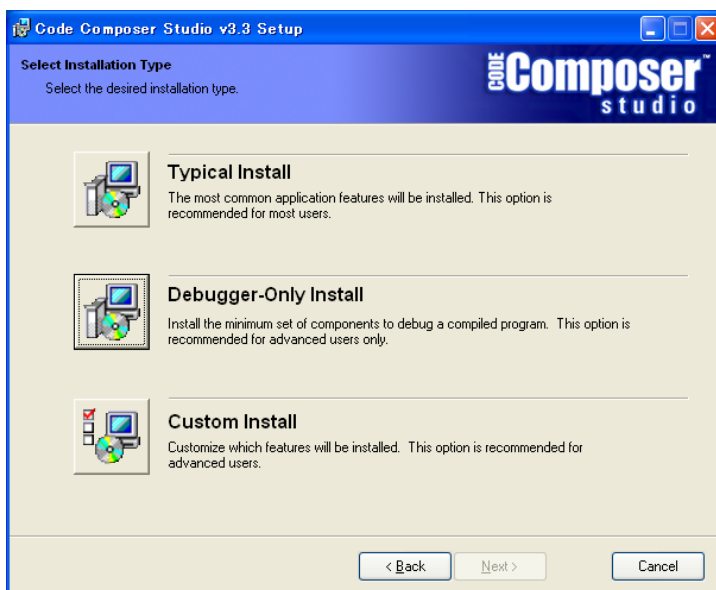 Code Composer Studio v3.3 Setup
Select Installation Type
Select the desired installation type.
CODE Composer™
studio
Typical Install
The most common application features will be installed. This option is
recommended for most users.
Debugger-Only Install
Install the minimum set of components to debug a compiled program. This option is
recommended for advanced users only.
Custom Install
Customize which features will be installed. This option is recommended for
advanced users.
< Back
Next >
Cancel